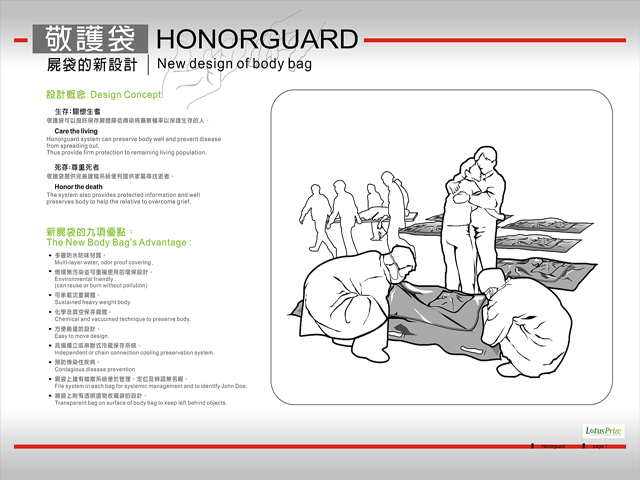 敬護袋 HONORGUARD
屍袋的新設計 New design of body bag
設計概念 Design Concept
生存:關懷生者
敬護袋可以良好保存屍體降低傳染病擴散機率以保護生存的人。
Care the living
Honorguard system can preserve body well and prevent disease
from spreading out.
Thus provide firm protection to remaining living population.
死存:尊重死者
敬護袋提供完善建檔系統便利提供家屬尋找逝者。
Honor the death
The system also provides protected information and well
preserves body to help the relative to overcome grief.
新屍袋的九項優點:
The New Body Bag's Advantage :
多層防水防味材質。
Multi-layer water, odor proof covering.
燃燒無污染並可重複使用的環保設計。
Environmental friendly .
(can reuse or burn without pollution)
可承載沉重屍體。
Sustained heavy weight body.
化學及真空保存屍體。
Chemical and vacuumed technique to preserve body.
方便搬運的設計。
Easy to move design.
具備獨立或串聯式冷藏保存系統。
Independent or chain connection cooling preservation system.
預防傳染性疾病。
Contagious disease prevention
屍袋上建有檔案系統便於管理、定位及辨認無名屍。
File system in each bag for systemic management and to identify John Doe.
屍袋上附有透明遺物收藏袋的設計。
Transparent bag on surface of body bag to keep left behind objects.
LotusPrize
Honorguard page 1